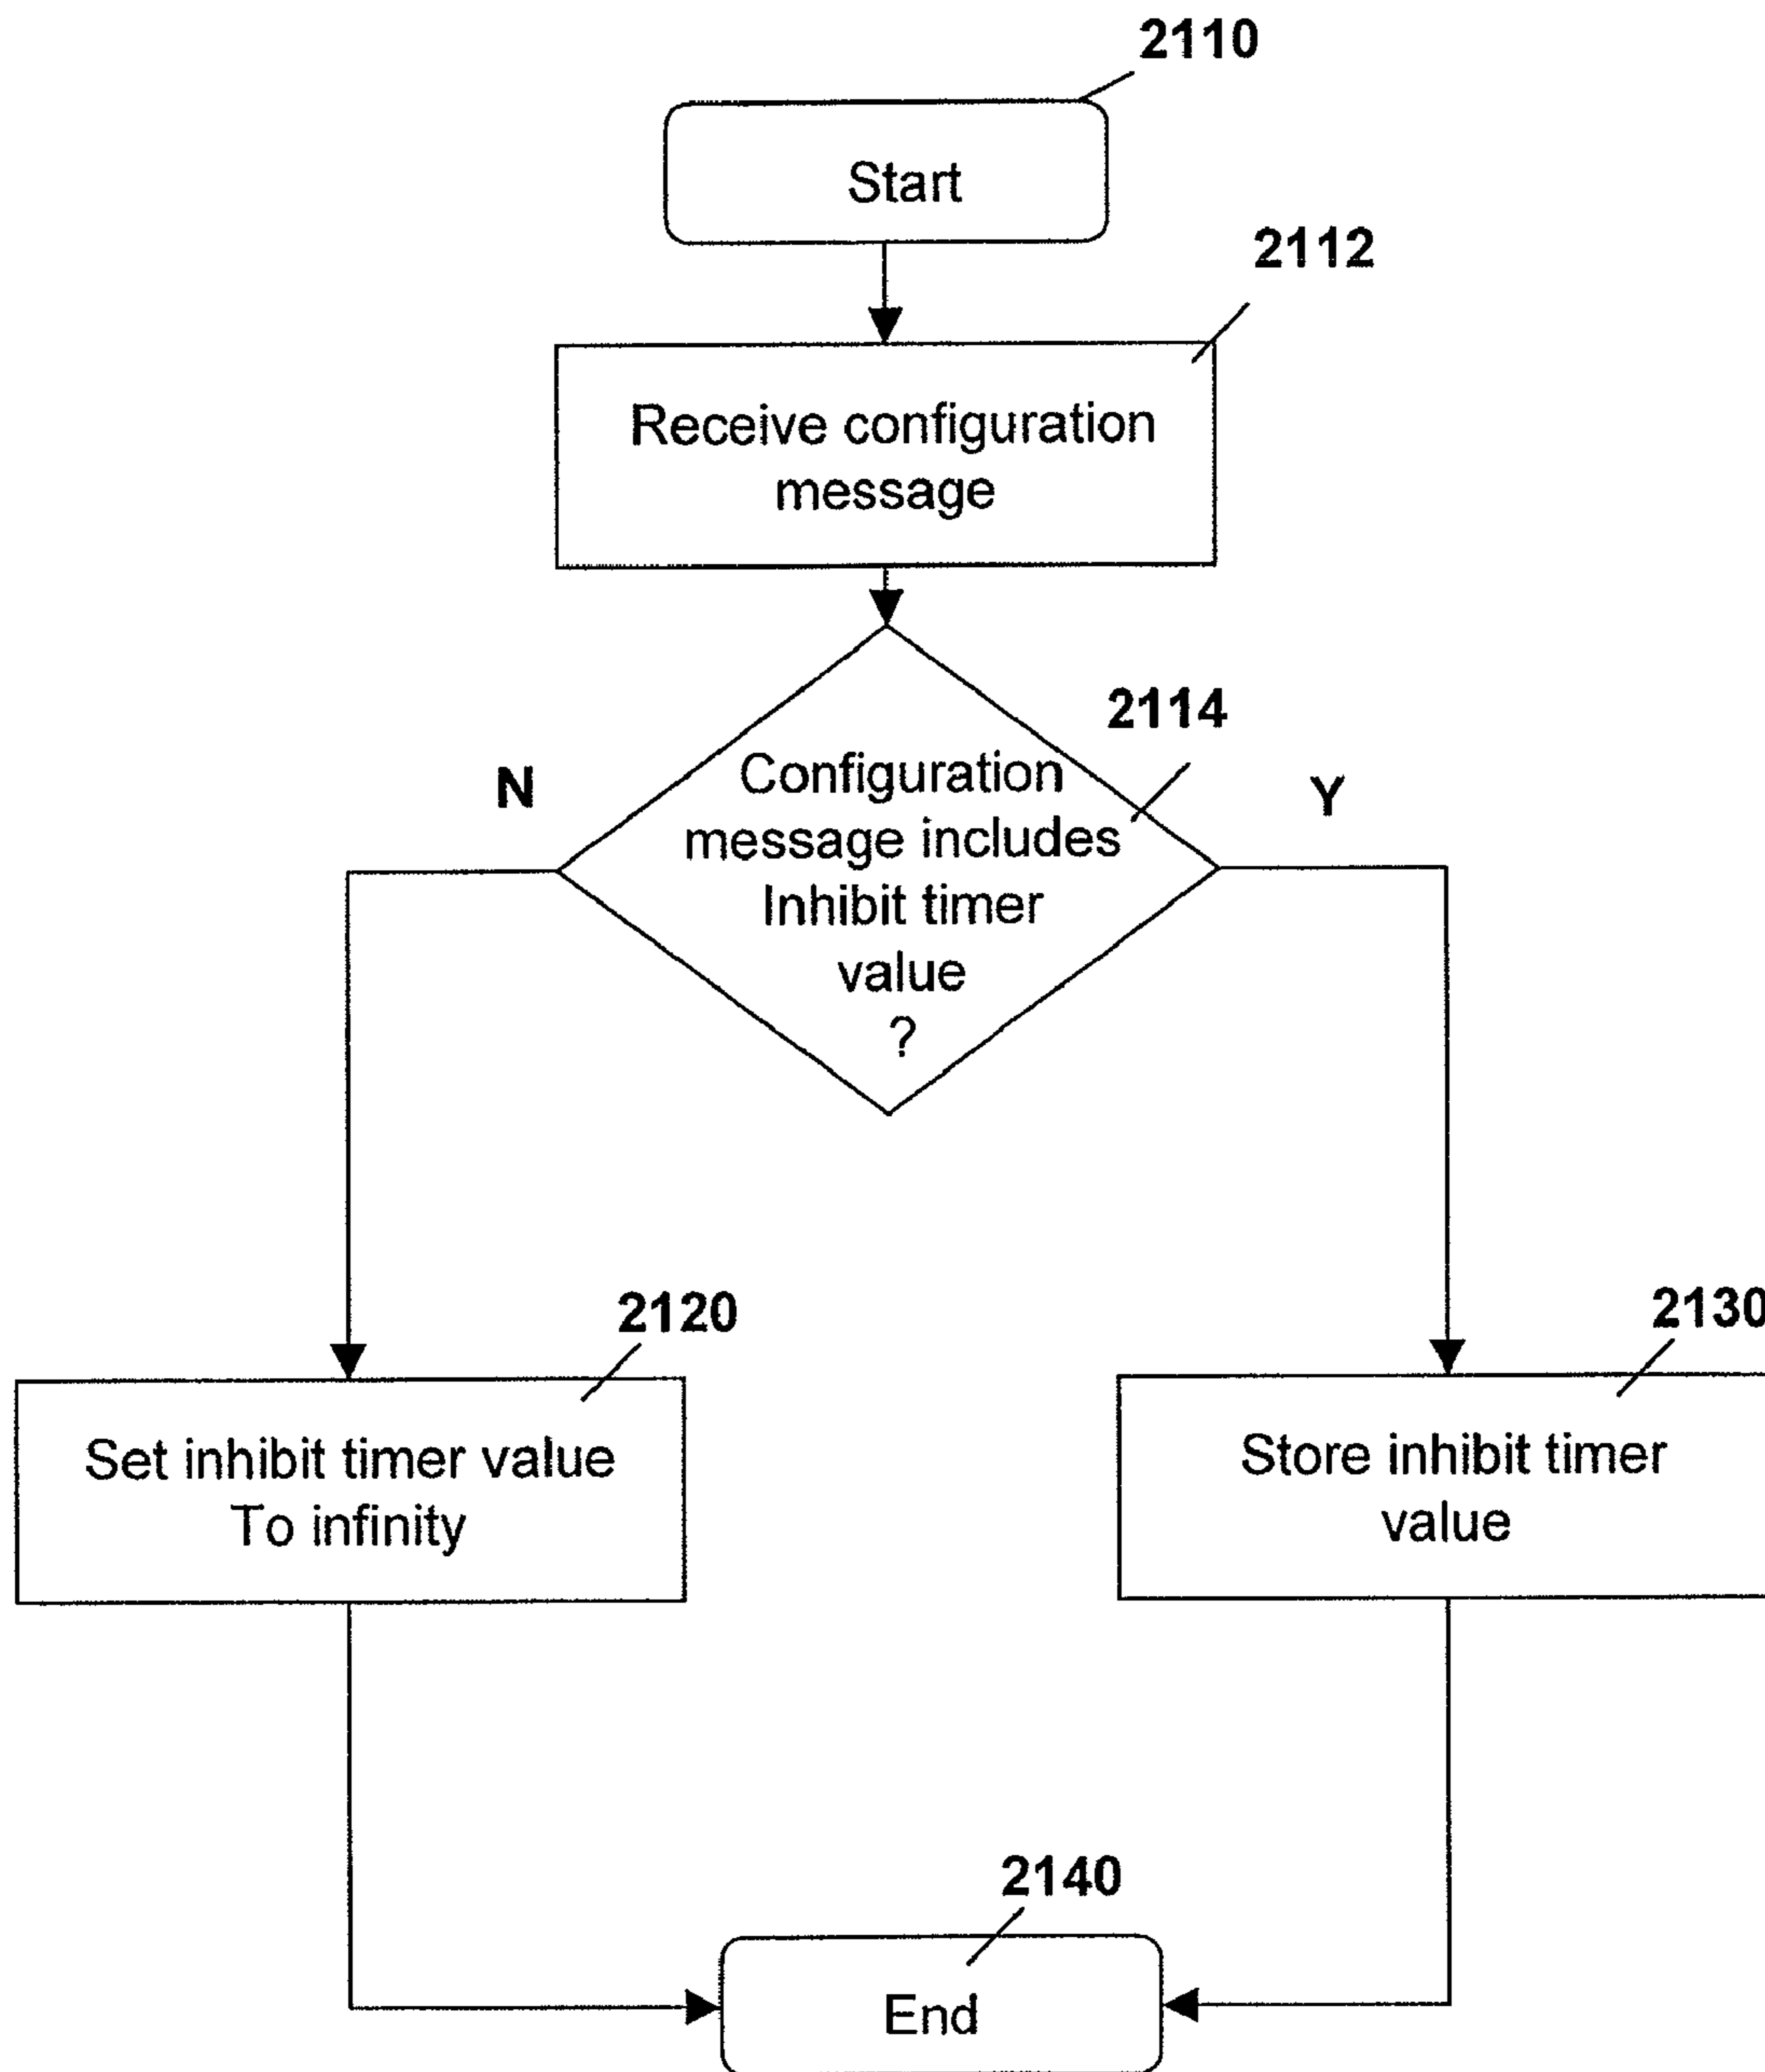 2110
Start
2112
Receive configuration
message
2114
N
Y
Configuration
message includes
Inhibit timer
value
?
2120
2130
Set inhibit timer value
To infinity
Store inhibit timer
value
2140
End